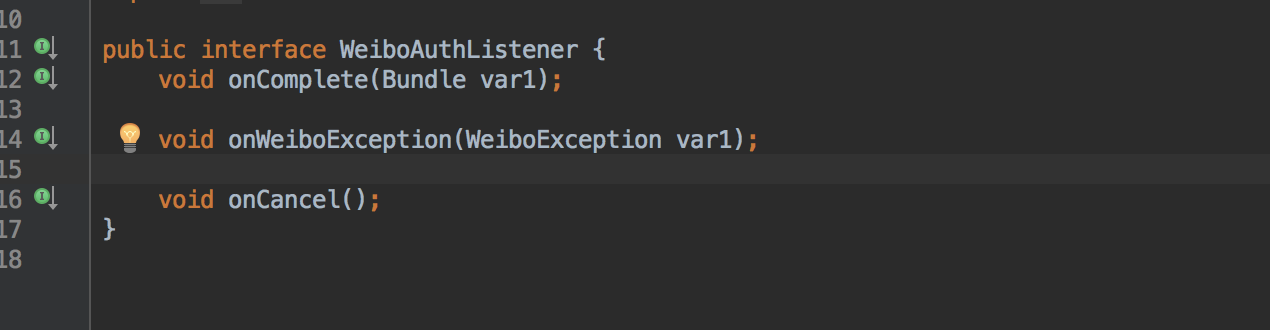 10
11 public interface WeiboAuthListener {
12 void onComplete(Bundle var1);
13
14 void onWeiboException(WeiboException var1);
15
16 void onCancel();
17 }
18